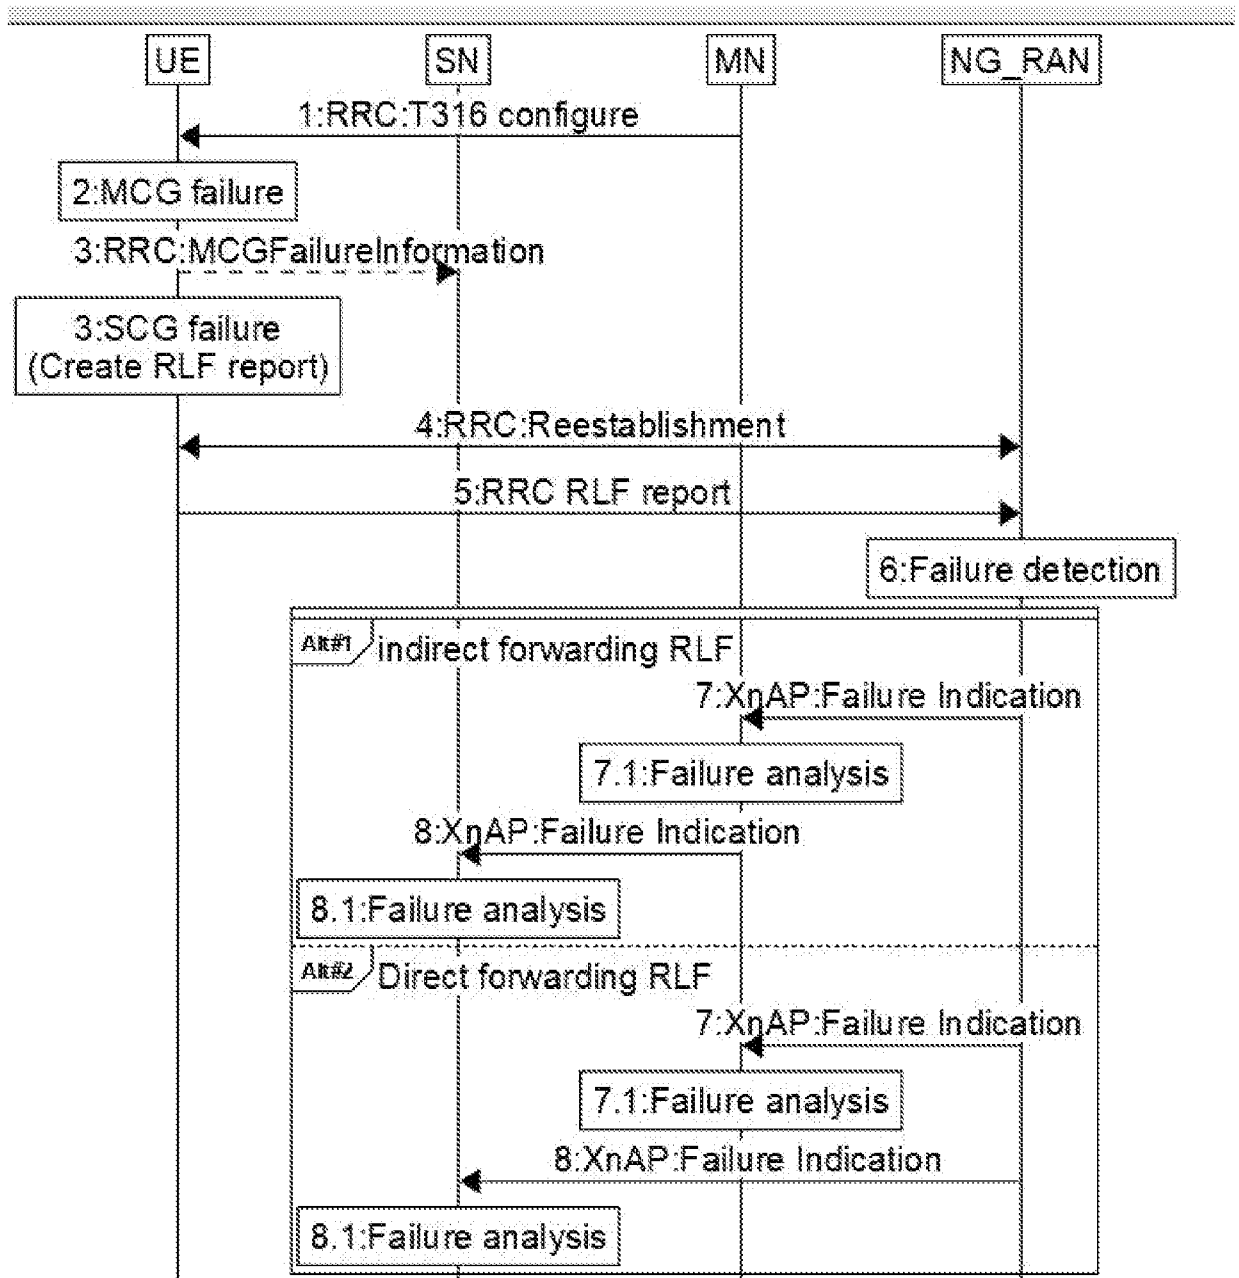 UE SN MN NG_RAN
1:RRC:T316 configure
2:MCG failure
3:RRC:MCGFailureInformation
3:SCG failure
(Create RLF report)
4:RRC:Reestablishment
5:RRC RLF report
6:Failure detection
Alt#1 indirect forwarding RLF
7:XnAP:Failure Indication
7.1:Failure analysis
8:XnAP:Failure Indication
8.1:Failure analysis
Alt#2 Direct forwarding RLF
7:XnAP:Failure Indication
7.1:Failure analysis
8:XnAP:Failure Indication
8.1:Failure analysis